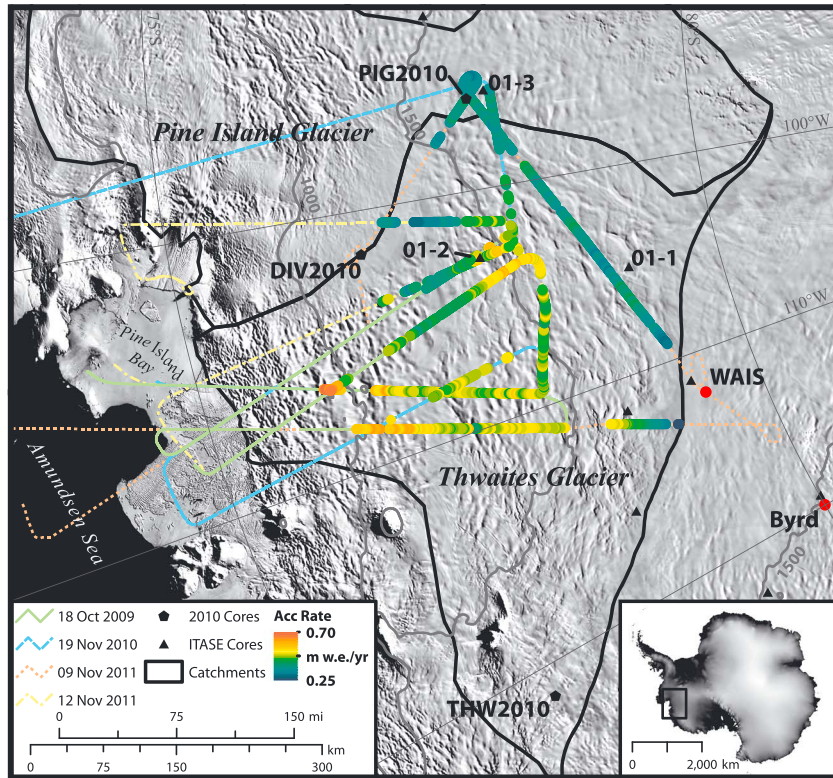 75°S
80°S
PIG2010
01-3
1500
Pine Island Glacier
100°W
1000
01-2
01-1
DIV2010
110°W
Pine Island
Bay
WAIS
Amundsen Sea
Thwaites Glacier
Byrd
1500
THW2010
18 Oct 2009
19 Nov 2010
09 Nov 2011
12 Nov 2011
2010 Cores
ITASE Cores
Catchments
Acc Rate
0.70
m w.e./yr
0.25
0 75 150 mi
km
0 75 150 300
0 2,000 km